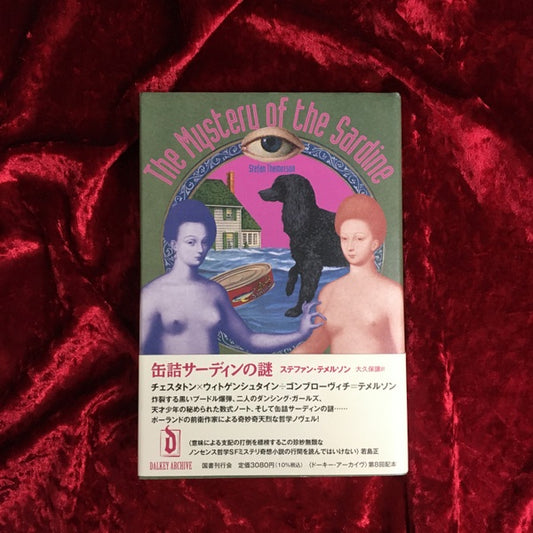 The Mystery of the Sardine
Stefan Themerson
缶詰サーディンの謎 ステファン・テメルソン 大久保譲訳
チェスタトン×ウィトゲンシュタイン÷ゴンブローヴィチ=テメルソン
炸裂する黒いプードル爆弾、二人のダンシング・ガールズ、
天才少年の秘められた数式ノート、そして缶詰サーディンの謎……
ポーランドの前衛作家による奇妙奇天烈な哲学ノヴェル!
〈意味による支配の打倒を標榜するこの珍妙無類な
ノンセンス哲学SFミステリ奇想小説の行間を読んではいけない〉若島正
DALKEY ARCHIVE 国書刊行会 定価3080円(10%税込) 〈ドーキー・アーカイヴ〉第8回配本